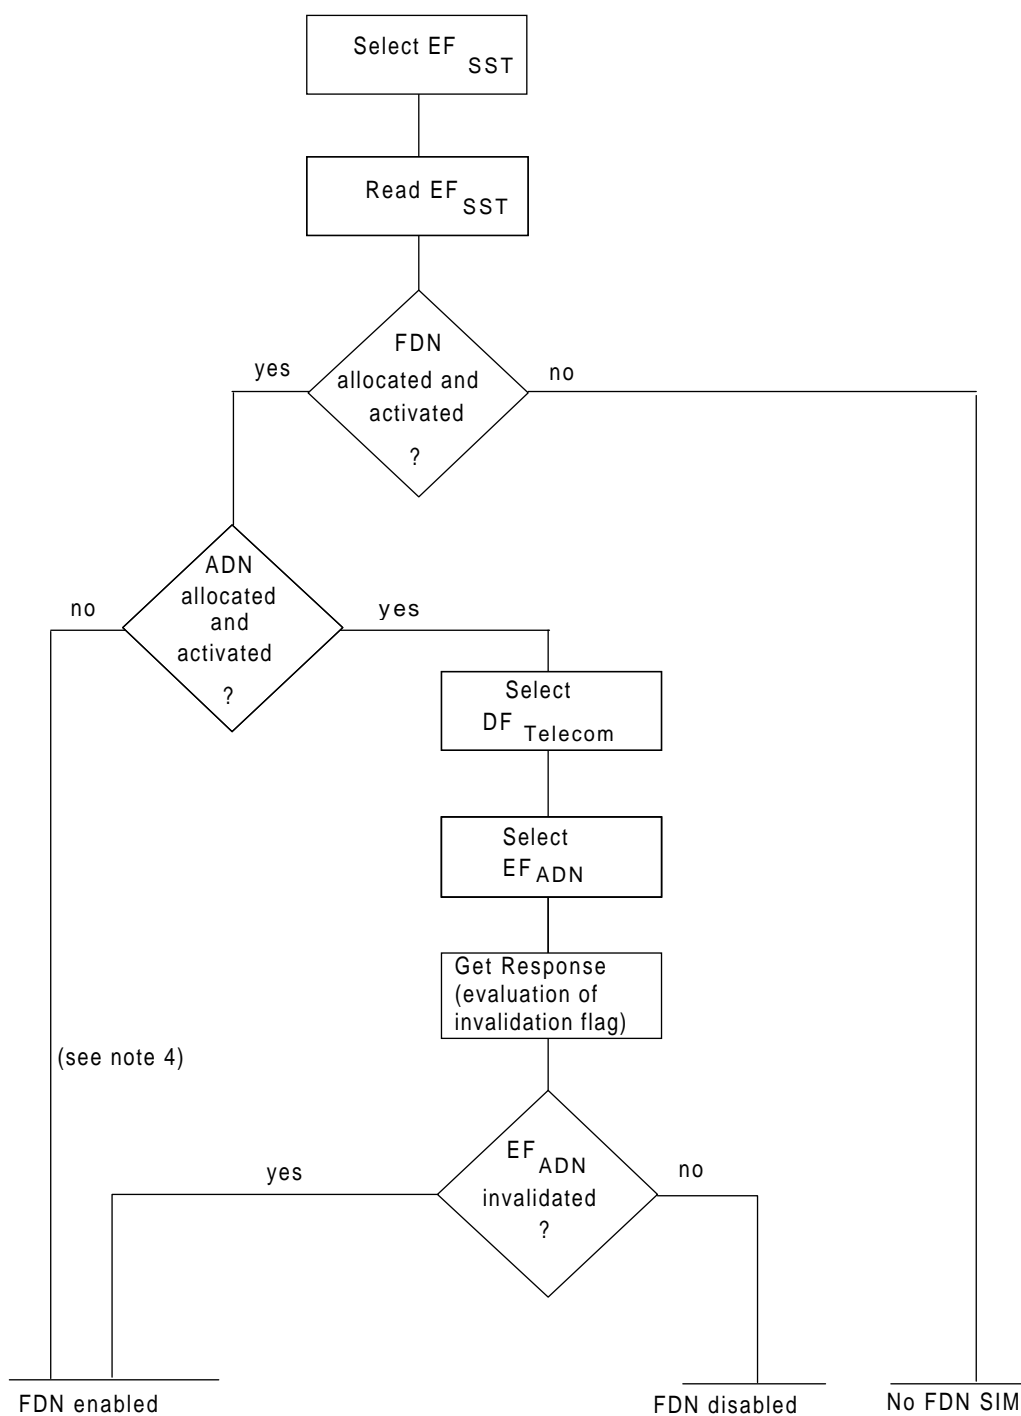 Select EF SST
Read EF SST
FDN
allocated and
activated
?
yes
no
ADN
allocated
and
activated
?
no
yes
Select
DF Telecom
Select
EF ADN
Get Response
(evaluation of
invalidation flag)
(see note 4)
EF ADN
invalidated
?
yes
no
FDN enabled
FDN disabled
No FDN SIM